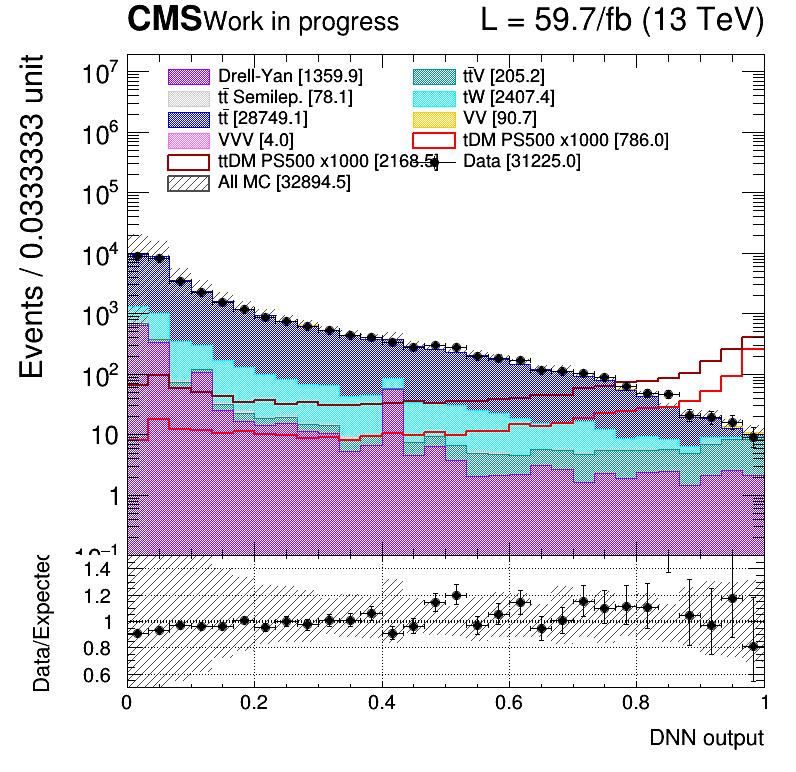 CMS Work in progress L = 59.7/fb (13 TeV)
Events / 0.0333333 unit
Drell-Yan [1359.9] tt̄V [205.2]
tt̄ Semilep. [78.1] tW [2407.4]
tt̄ [28749.1] VV [90.7]
VVV [4.0] tDM PS500 x1000 [786.0]
ttDM PS500 x1000 [2168.5] Data [31225.0]
All MC [32894.5]
10⁷
10⁶
10⁵
10⁴
10³
10²
10
1
10⁻¹
Data/Expected
1.4
1.2
1
0.8
0.6
0 0.2 0.4 0.6 0.8 1
DNN output